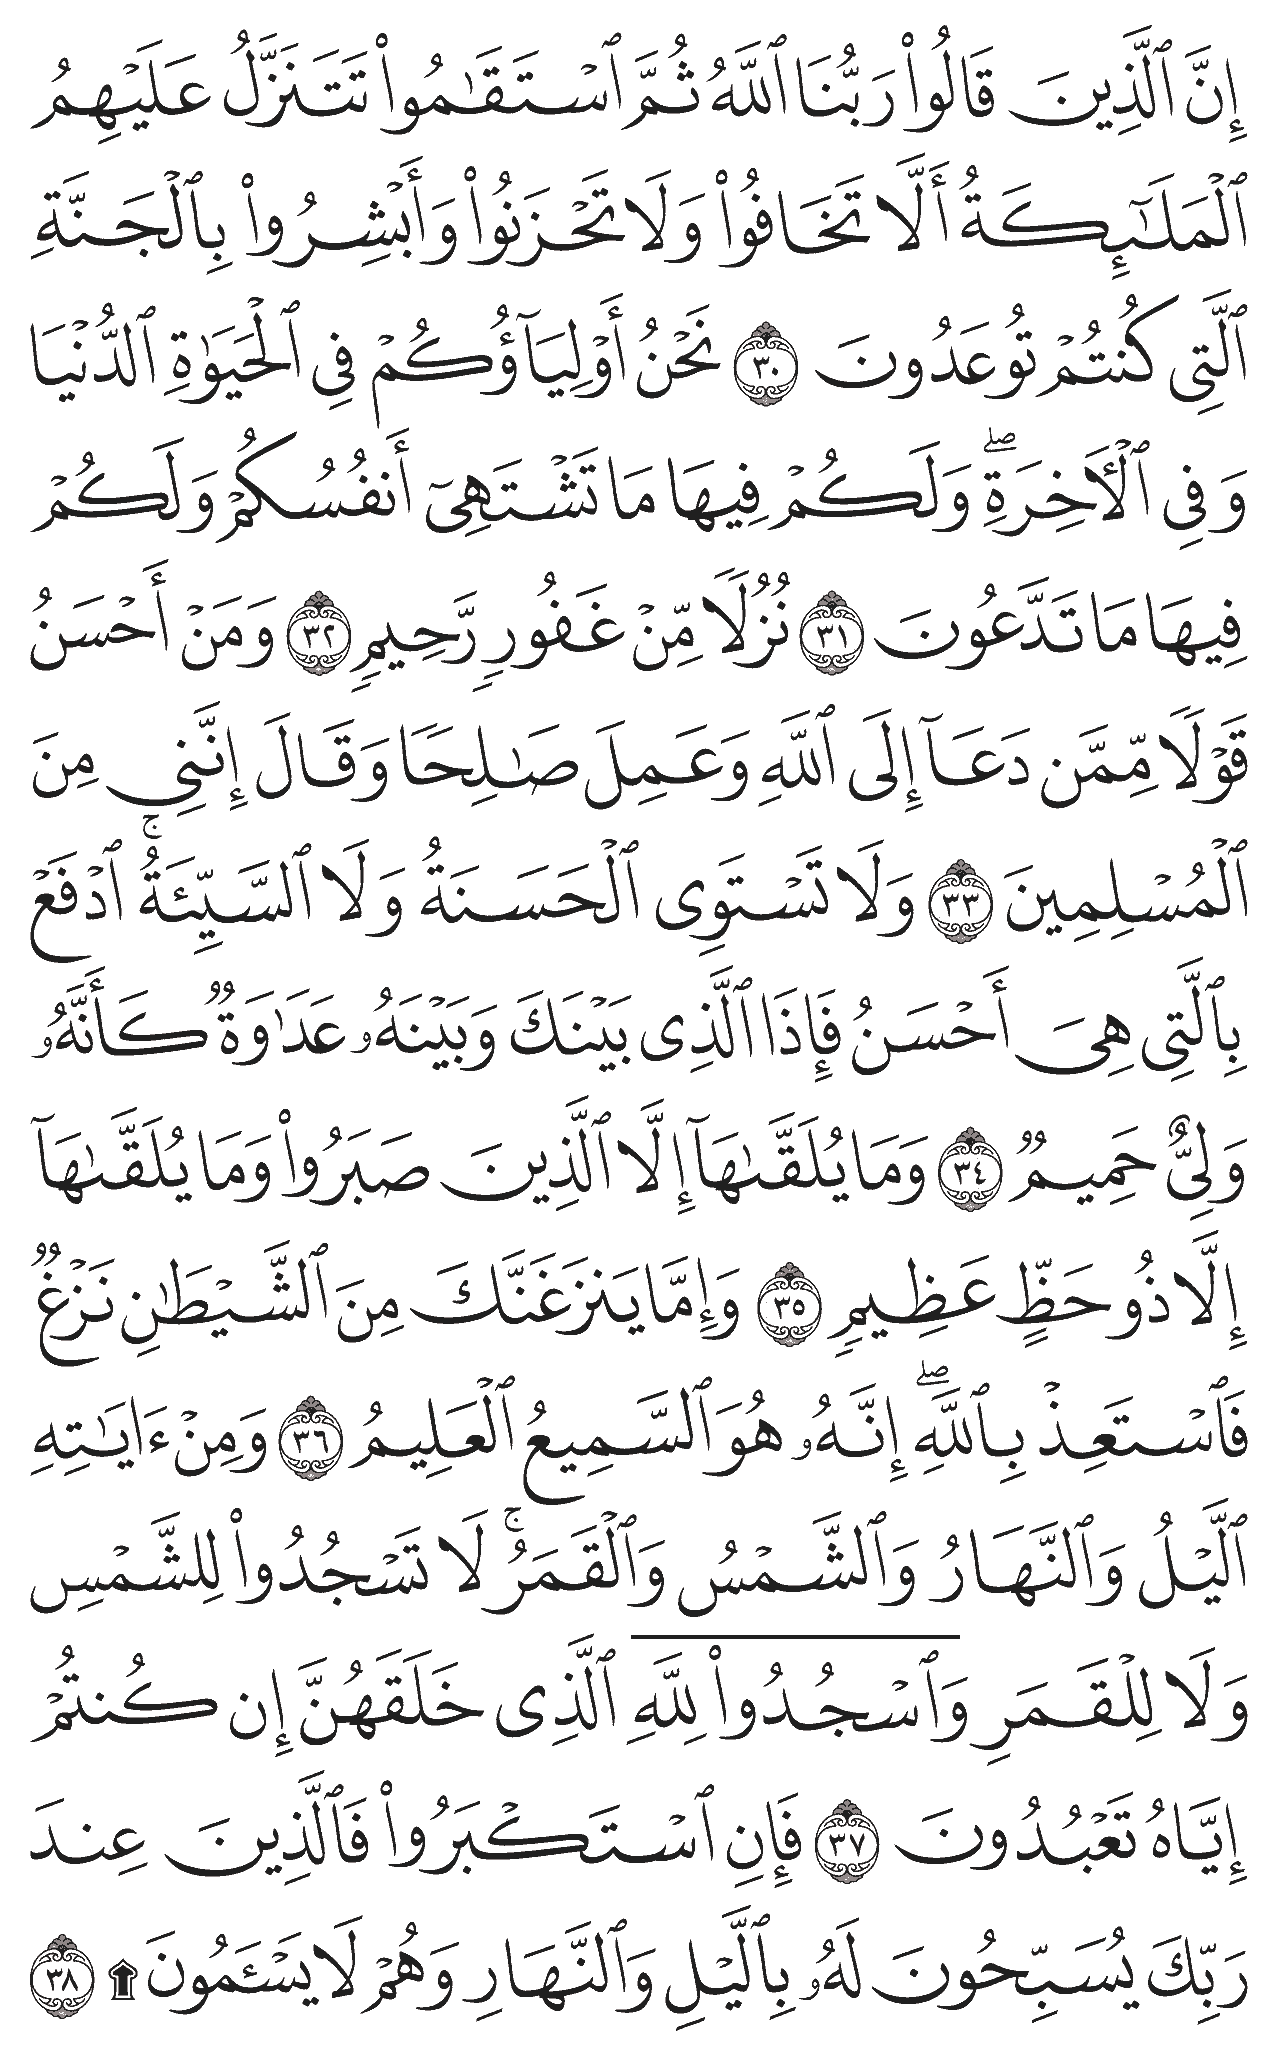 إِنَّ ٱلَّذِينَ قَالُوا۟ رَبُّنَا ٱللَّهُ ثُمَّ ٱسْتَقَـٰمُوا۟ تَتَنَزَّلُ عَلَيْهِمُ
ٱلْمَلَـٰٓئِكَةُ أَلَّا تَخَافُوا۟ وَلَا تَحْزَنُوا۟ وَأَبْشِرُوا۟ بِٱلْجَنَّةِ
ٱلَّتِى كُنتُمْ تُوعَدُونَ ٣٠ نَحْنُ أَوْلِيَآؤُكُمْ فِى ٱلْحَيَوٰةِ ٱلدُّنْيَا
وَفِى ٱلْـَٔاخِرَةِ ۖ وَلَكُمْ فِيهَا مَا تَشْتَهِىٓ أَنفُسُكُمْ وَلَكُمْ
فِيهَا مَا تَدَّعُونَ ٣١ نُزُلًا مِّنْ غَفُورٍ رَّحِيمٍ ٣٢ وَمَنْ أَحْسَنُ
قَوْلًا مِّمَّن دَعَآ إِلَى ٱللَّهِ وَعَمِلَ صَـٰلِحًا وَقَالَ إِنَّنِى مِنَ
ٱلْمُسْلِمِينَ ٣٣ وَلَا تَسْتَوِى ٱلْحَسَنَةُ وَلَا ٱلسَّيِّئَةُ ۚ ٱدْفَعْ
بِٱلَّتِى هِىَ أَحْسَنُ فَإِذَا ٱلَّذِى بَيْنَكَ وَبَيْنَهُۥ عَدَٰوَةٌ كَأَنَّهُۥ
وَلِىٌّ حَمِيمٌ ٣٤ وَمَا يُلَقَّىٰهَآ إِلَّا ٱلَّذِينَ صَبَرُوا۟ وَمَا يُلَقَّىٰهَآ
إِلَّا ذُو حَظٍّ عَظِيمٍ ٣٥ وَإِمَّا يَنزَغَنَّكَ مِنَ ٱلشَّيْطَـٰنِ نَزْغٌ
فَٱسْتَعِذْ بِٱللَّهِ ۖ إِنَّهُۥ هُوَ ٱلسَّمِيعُ ٱلْعَلِيمُ ٣٦ وَمِنْ ءَايَـٰتِهِ
ٱلَّيْلُ وَٱلنَّهَارُ وَٱلشَّمْسُ وَٱلْقَمَرُ ۚ لَا تَسْجُدُوا۟ لِلشَّمْسِ
وَلَا لِلْقَمَرِ وَٱسْجُدُوا۟ لِلَّهِ ٱلَّذِى خَلَقَهُنَّ إِن كُنتُمْ
إِيَّاهُ تَعْبُدُونَ ٣٧ فَإِنِ ٱسْتَكْبَرُوا۟ فَٱلَّذِينَ عِندَ
رَبِّكَ يُسَبِّحُونَ لَهُۥ بِٱلَّيْلِ وَٱلنَّهَارِ وَهُمْ لَا يَسْـَٔمُونَ ۩ ٣٨